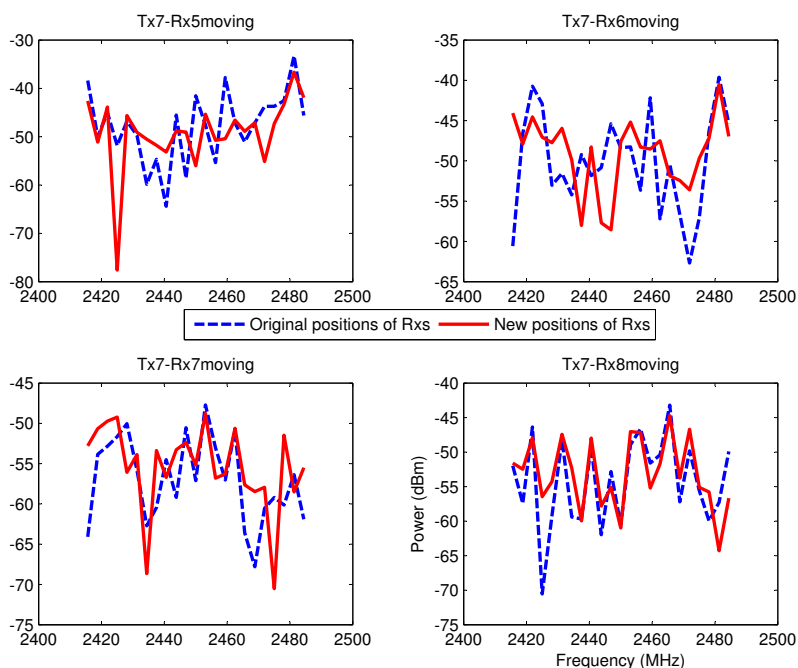 Tx7-Rx5moving
-30
-40
-50
-60
-70
-80
2400 2420 2440 2460 2480 2500
Tx7-Rx6moving
-35
-40
-45
-50
-55
-60
-65
2400 2420 2440 2460 2480 2500
Original positions of Rxs New positions of Rxs
Tx7-Rx7moving
-45
-50
-55
-60
-65
-70
-75
2400 2420 2440 2460 2480 2500
Tx7-Rx8moving
-40
-45
-50
-55
-60
-65
-70
-75
Power (dBm)
2400 2420 2440 2460 2480 2500
Frequency (MHz)